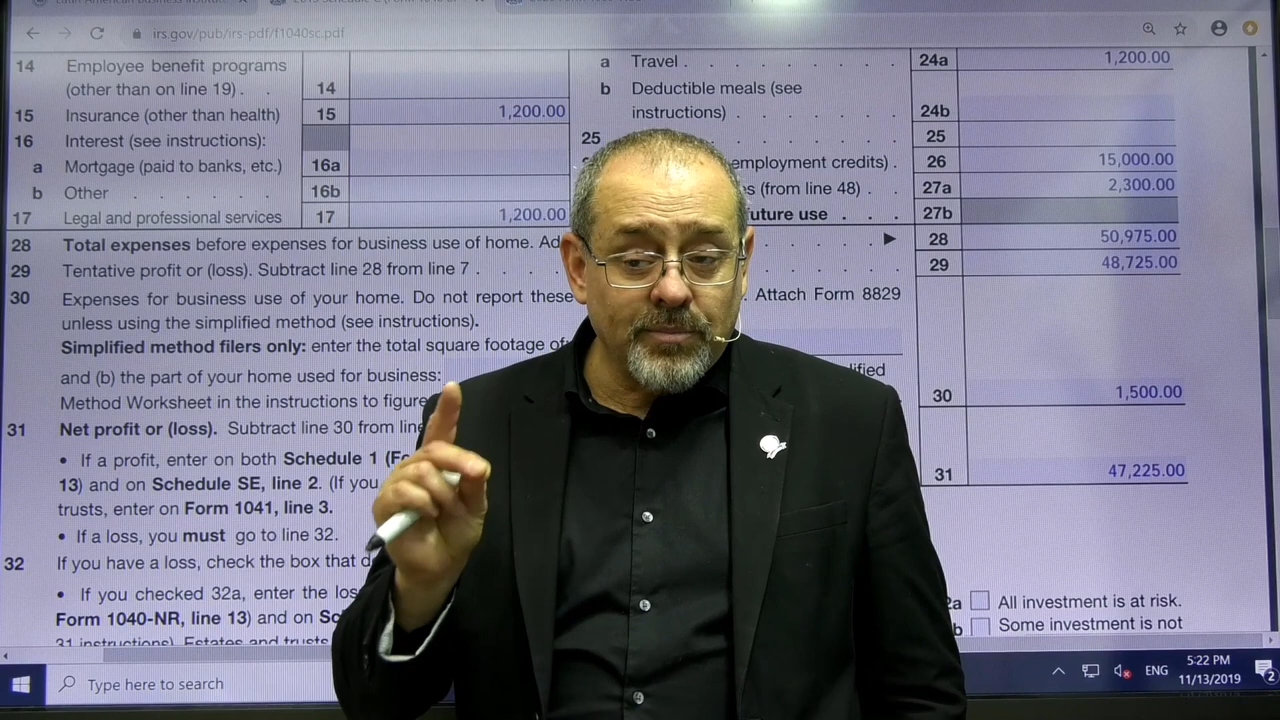 irs.gov/pub/irs-pdf/f1040sc.pdf
14 Employee benefit programs
(other than on line 19) . . 14
15 Insurance (other than health) 15 1,200.00
16 Interest (see instructions):
a Mortgage (paid to banks, etc.) 16a
b Other . . . . . . 16b
17 Legal and professional services 17 1,200.00
a Travel . . . . . . . . . 24a 1,200.00
b Deductible meals (see
instructions) . . . . . . . 24b
25 25
employment credits) . 26 15,000.00
(from line 48) . . 27a 2,300.00
future use . . . 27b
28 Total expenses before expenses for business use of home. . . . . . . ▶ 28 50,975.00
29 Tentative profit or (loss). Subtract line 28 from line 7 . . . . . . . . . 29 48,725.00
30 Expenses for business use of your home. Do not report these . Attach Form 8829
unless using the simplified method (see instructions).
Simplified method filers only: enter the total square footage of:
and (b) the part of your home used for business:
Method Worksheet in the instructions to figure 30 1,500.00
31 Net profit or (loss). Subtract line 30 from 31 47,225.00
• If a profit, enter on both Schedule 1
13) and on Schedule SE, line 2. (If you
trusts, enter on Form 1041, line 3.
• If a loss, you must go to line 32.
32 If you have a loss, check the box that
• If you checked 32a, enter the All investment is at risk.
Form 1040-NR, line 13) and on Some investment is not
31 instructions). Estates and trusts
Type here to search
ENG
5:22 PM
11/13/2019
2